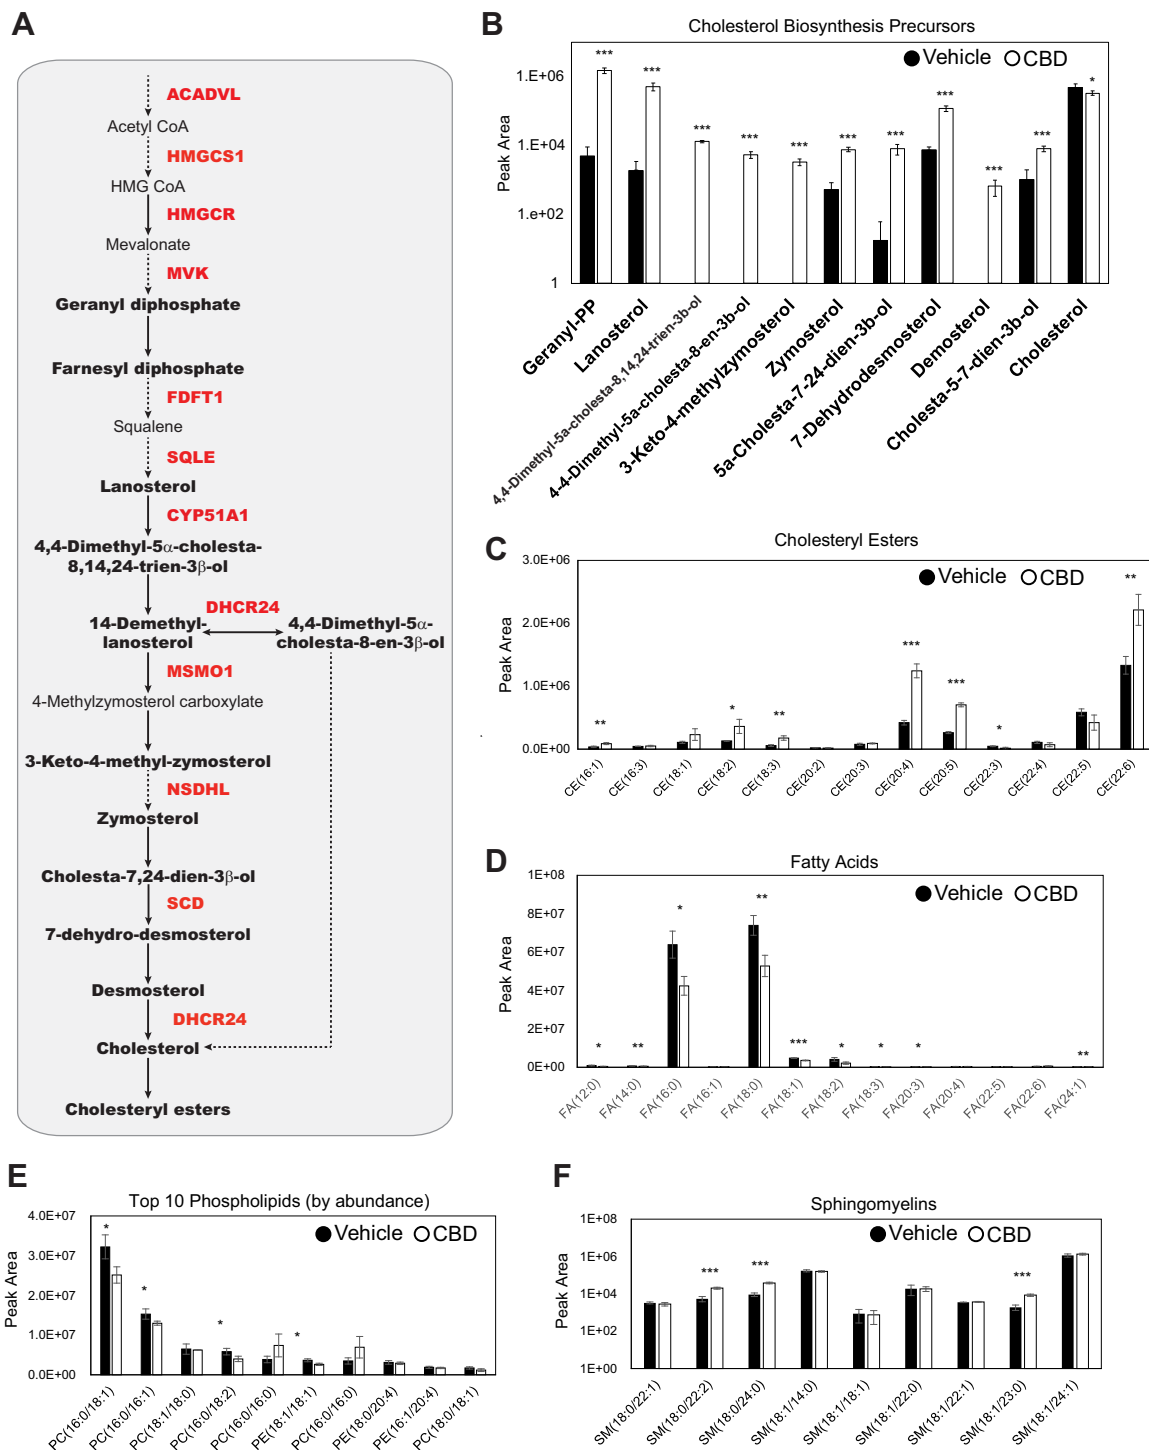 A
ACADVL
Acetyl CoA
HMGCS1
HMG CoA
HMGCR
Mevalonate
MVK
Geranyl diphosphate
Farnesyl diphosphate
FDFT1
Squalene
SQLE
Lanosterol
CYP51A1
4,4-Dimethyl-5α-cholesta-
8,14,24-trien-3β-ol
DHCR24
14-Demethyl-
lanosterol
4,4-Dimethyl-5α-
cholesta-8-en-3β-ol
MSMO1
4-Methylzymosterol carboxylate
3-Keto-4-methyl-zymosterol
NSDHL
Zymosterol
Cholesta-7,24-dien-3β-ol
SCD
7-dehydro-desmosterol
Desmosterol
DHCR24
Cholesterol
Cholesteryl esters
B
Cholesterol Biosynthesis Precursors
Vehicle CBD
Peak Area
1.E+06
1.E+04
1.e+02
1
*** *** *** *** *** *** *** *** *** *** *
Geranyl-PP
Lanosterol
4,4-Dimethyl-5a-cholesta-8,14,24-trien-3b-ol
4-4-Dimethyl-5a-cholesta-8-en-3b-ol
3-Keto-4-methylzymosterol
Zymosterol
5a-Cholesta-7-24-dien-3b-ol
7-Dehydrodesmosterol
Demosterol
Cholesta-5-7-dien-3b-ol
Cholesterol
C
Cholesteryl Esters
Vehicle CBD
Peak Area
3.0E+06
2.0E+06
1.E+06
0.0E+00
** * ** *** *** * **
CE(16:1)
CE(16:3)
CE(18:1)
CE(18:2)
CE(18:3)
CE(20:2)
CE(20:3)
CE(20:4)
CE(20:5)
CE(22:3)
CE(22:4)
CE(22:5)
CE(22:6)
D
Fatty Acids
Vehicle CBD
Peak Area
1E+08
8E+07
6E+07
4E+07
2E+07
0E+00
* ** * ** *** * * * **
FA(12:0)
FA(14:0)
FA(16:0)
FA(16:1)
FA(18:0)
FA(18:1)
FA(18:2)
FA(18:3)
FA(20:3)
FA(20:4)
FA(22:5)
FA(22:6)
FA(24:1)
E
Top 10 Phospholipids (by abundance)
Vehicle CBD
Peak Area
4.0E+07
3.0E+07
2.0E+07
1.0E+07
0.0E+00
* * * *
PC(16:0/18:1)
PC(16:0/16:1)
PC(18:1/18:0)
PC(16:0/18:2)
PC(16:0/16:0)
PE(18:1/18:1)
PC(16:0/16:0)
PE(18:0/20:4)
PE(16:1/20:4)
PC(18:0/18:1)
F
Sphingomyelins
Vehicle CBD
Peak Area
1E+08
1E+06
1E+04
1E+02
1E+00
*** *** ***
SM(18:0/22:1)
SM(18:0/22:2)
SM(18:0/24:0)
SM(18:1/14:0)
SM(18:1/18:1)
SM(18:1/22:0)
SM(18:1/22:1)
SM(18:1/23:0)
SM(18:1/24:1)